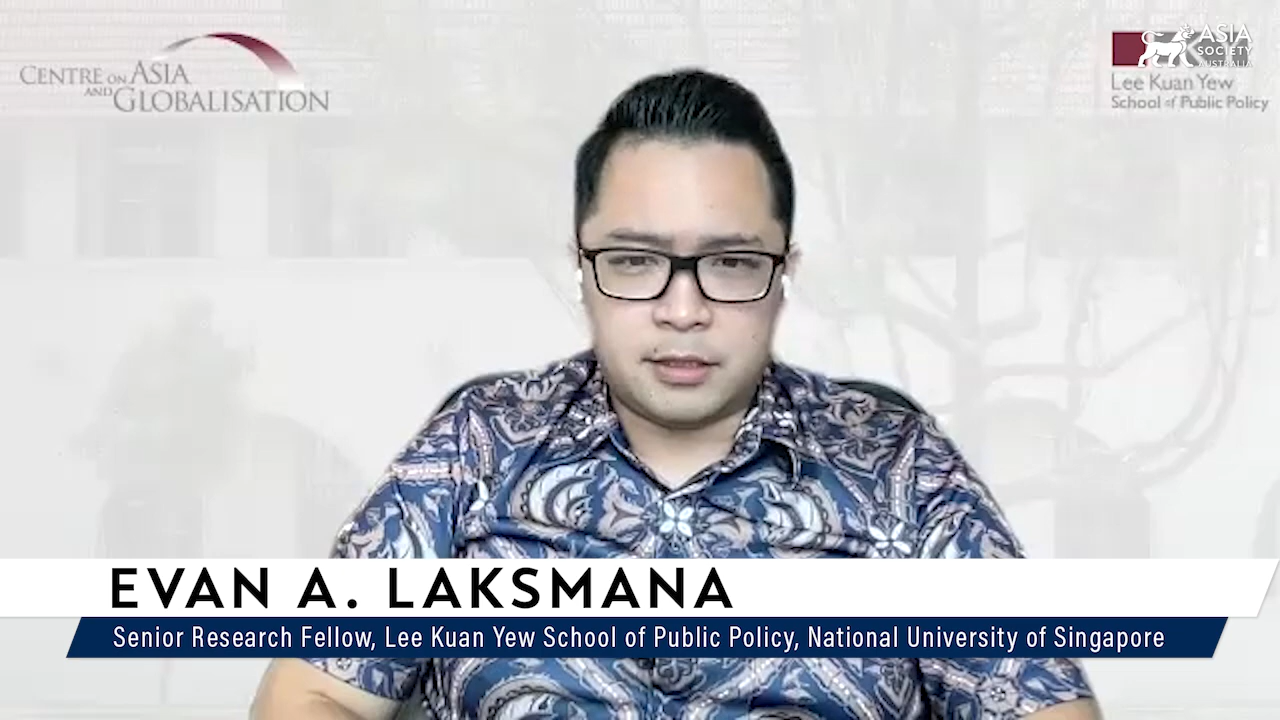 CENTRE ON ASIA
AND GLOBALISATION
ASIA
SOCIETY
AUSTRALIA
Lee Kuan Yew
School of Public Policy
EVAN A. LAKSMANA
Senior Research Fellow, Lee Kuan Yew School of Public Policy, National University of Singapore